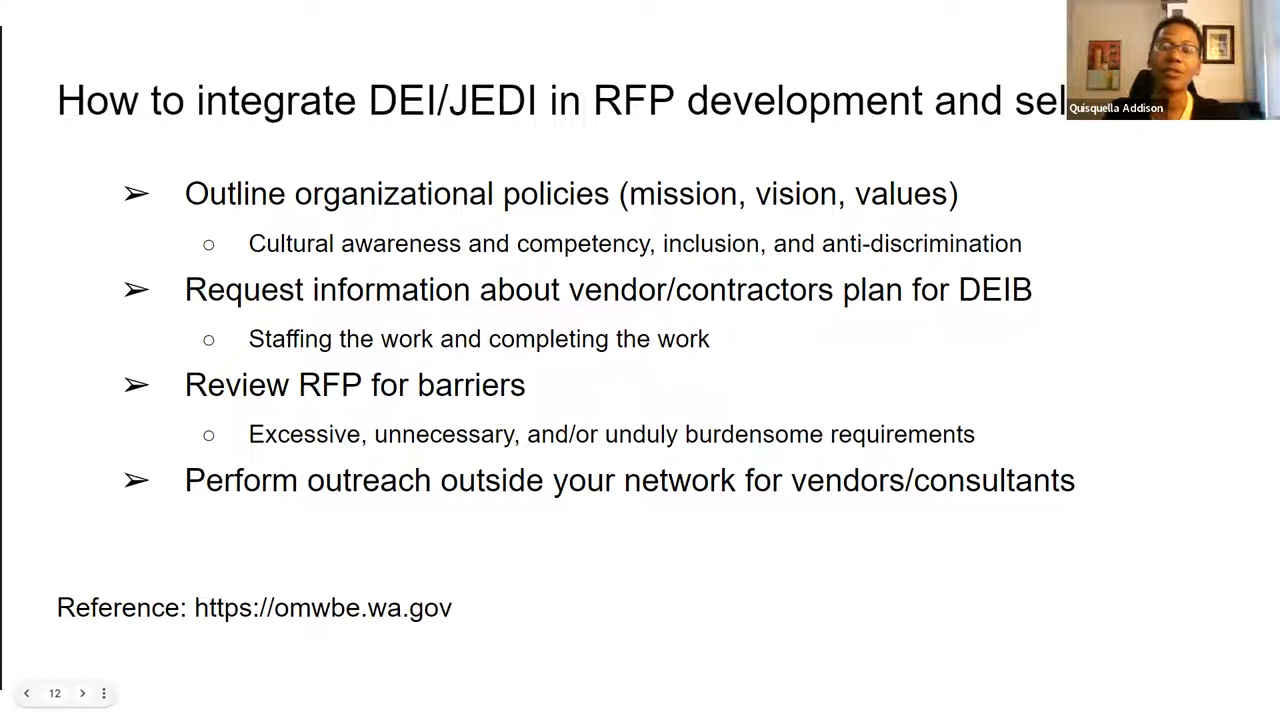 How to integrate DEI/JEDI in RFP development and sel
Quisquella Addison
➢ Outline organizational policies (mission, vision, values)
○ Cultural awareness and competency, inclusion, and anti-discrimination
➢ Request information about vendor/contractors plan for DEIB
○ Staffing the work and completing the work
➢ Review RFP for barriers
○ Excessive, unnecessary, and/or unduly burdensome requirements
➢ Perform outreach outside your network for vendors/consultants
Reference: https://omwbe.wa.gov
12